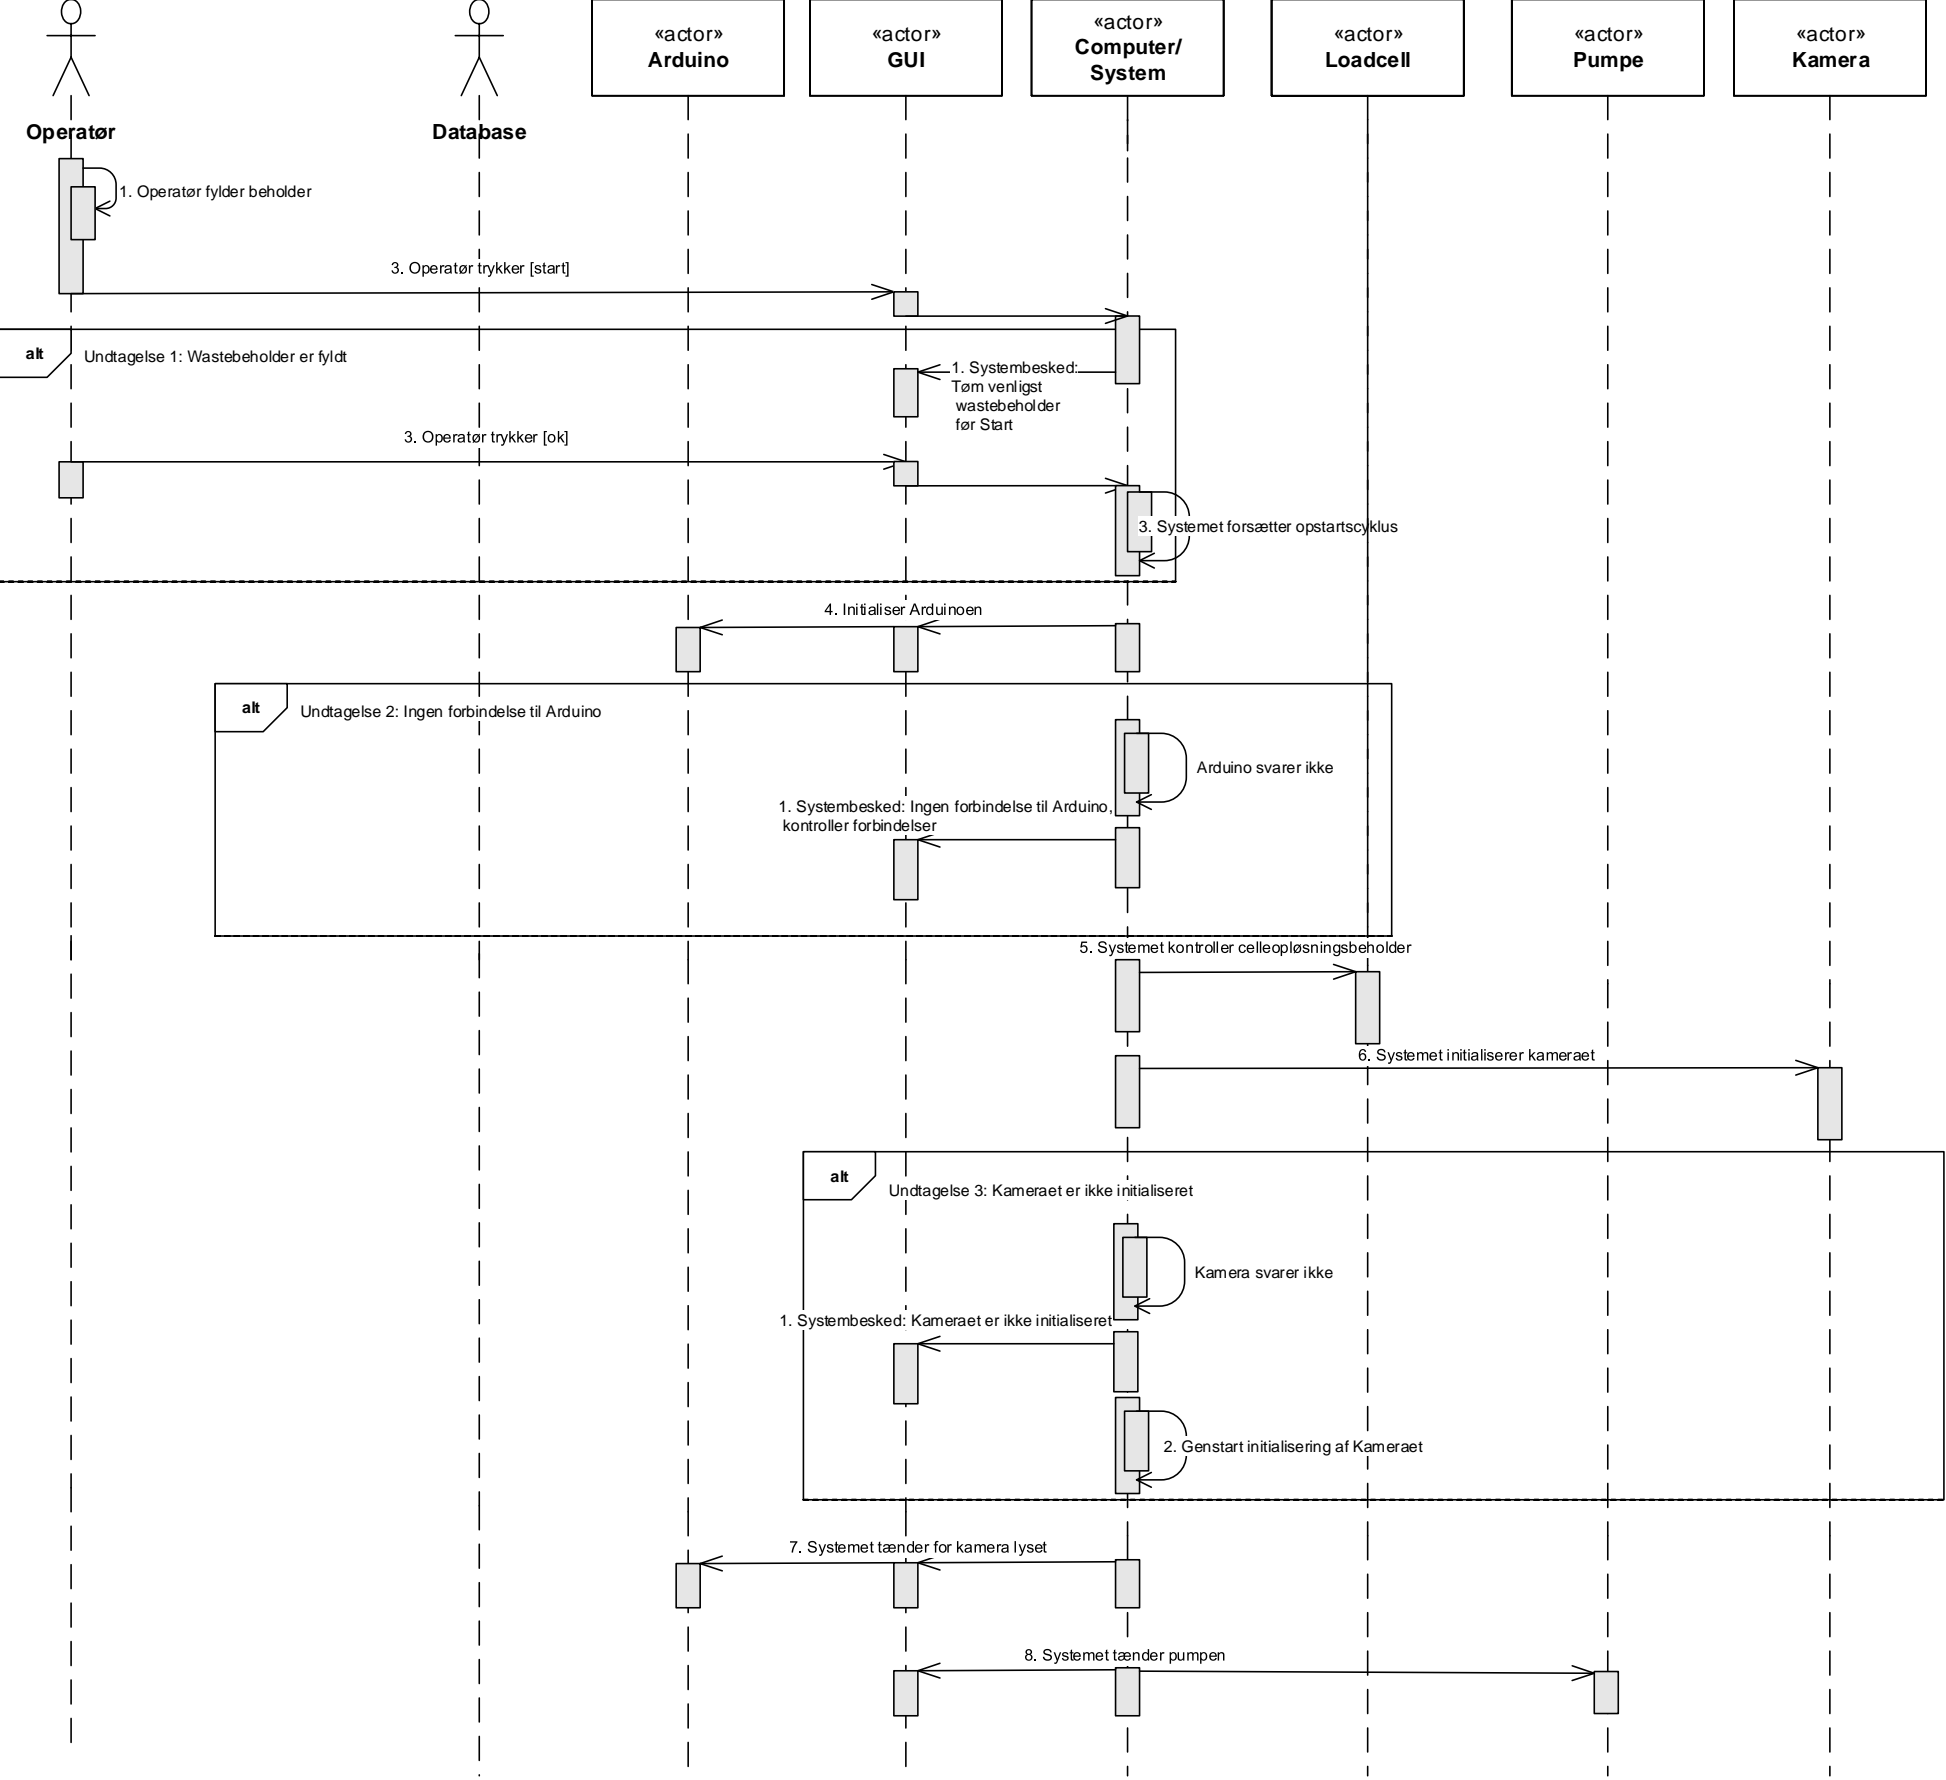 «actor»
Arduino
«actor»
GUI
«actor»
Computer/
System
«actor»
Loadcell
«actor»
Pumpe
«actor»
Kamera
Operatør
Database
1. Operatør fylder beholder
3. Operatør trykker [start]
alt
Undtagelse 1: Wastebeholder er fyldt
1. Systembesked:
Tøm venligst
wastebeholder
før Start
3. Operatør trykker [ok]
3. Systemet forsætter opstartscyklus
4. Initialiser Arduinoen
alt
Undtagelse 2: Ingen forbindelse til Arduino
Arduino svarer ikke
1. Systembesked: Ingen forbindelse til Arduino,
kontroller forbindelser
5. Systemet kontroller celleopløsningsbeholder
6. Systemet initialiserer kameraet
alt
Undtagelse 3: Kameraet er ikke initialiseret
Kamera svarer ikke
1. Systembesked: Kameraet er ikke initialiseret
2. Genstart initialisering af Kameraet
7. Systemet tænder for kamera lyset
8. Systemet tænder pumpen